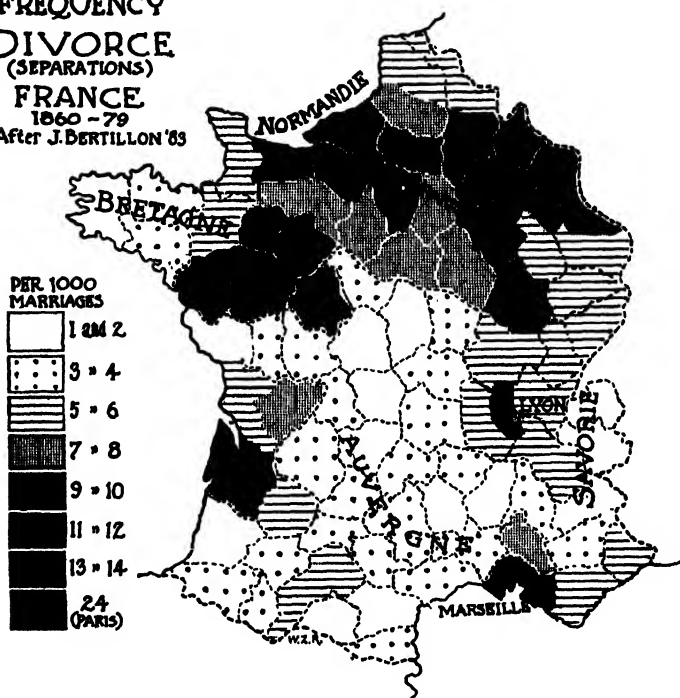 FREQUENCY
DIVORCE
(SEPARATIONS)
FRANCE
1860-79
After J. BERTILLON '83
NORMANDIE
BRETAGNE
PER 1000
MARRIAGES
1 and 2
3 " 4
5 " 6
7 " 8
9 " 10
11 " 12
13 " 14
24
(PARIS)
LYON
SAVORIE
AUVERGNE
MARSEILLE
W.Z.R.